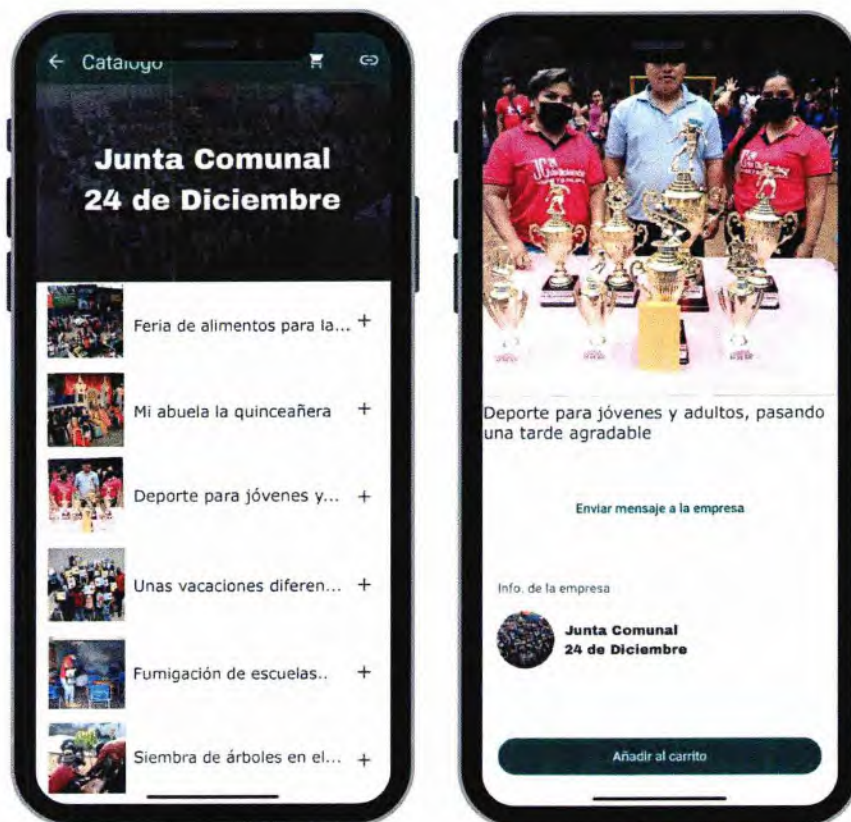 Catálogo
Junta Comunal
24 de Diciembre
Feria de alimentos para la... +
Mi abuela la quinceañera +
Deporte para jóvenes y... +
Unas vacaciones diferen... +
Fumigación de escuelas.. +
Siembra de árboles en el... +
Deporte para jóvenes y adultos, pasando
una tarde agradable
Enviar mensaje a la empresa
Info. de la empresa
Junta Comunal
24 de Diciembre
Añadir al carrito